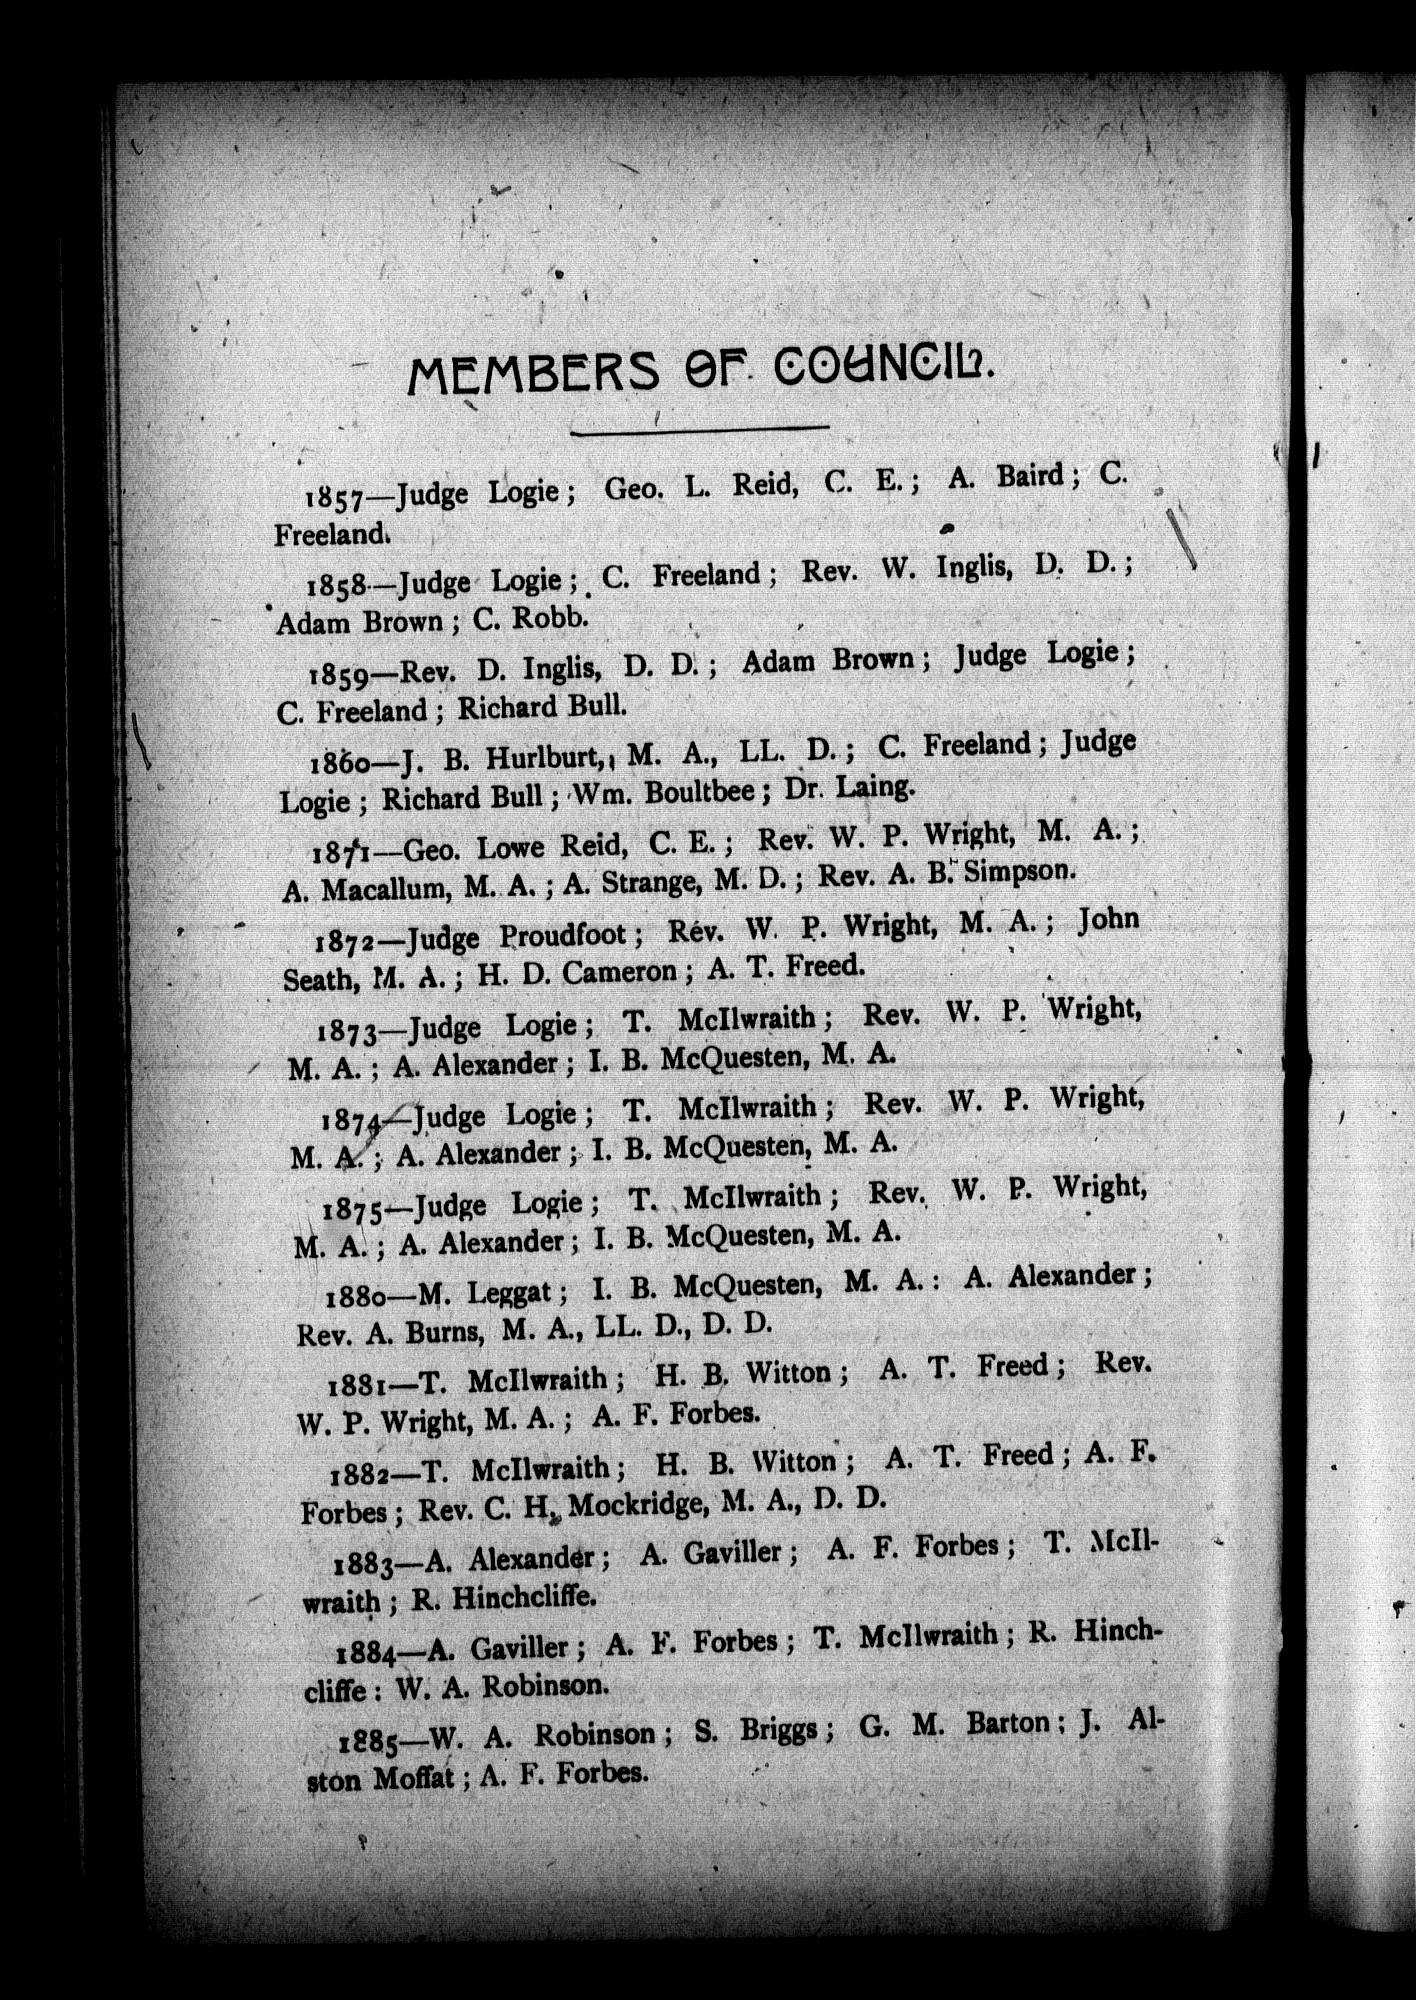 MEMBERS OF COUNCIL.
1857—Judge Logie; Geo. L. Reid, C. E.; A. Baird; C.
Freeland.
1858—Judge Logie; C. Freeland; Rev. W. Inglis, D. D.;
Adam Brown; C. Robb.
1859—Rev. D. Inglis, D. D.; Adam Brown; Judge Logie;
C. Freeland; Richard Bull.
1860—J. B. Hurlburt, M. A., LL. D.; C. Freeland; Judge
Logie; Richard Bull; Wm. Boultbee; Dr. Laing.
1871—Geo. Lowe Reid, C. E.; Rev. W. P. Wright, M. A.;
A. Macallum, M. A.; A. Strange, M. D.; Rev. A. B. Simpson.
1872—Judge Proudfoot; Rev. W. P. Wright, M. A.; John
Seath, M. A.; H. D. Cameron; A. T. Freed.
1873—Judge Logie; T. McIlwraith; Rev. W. P. Wright,
M. A.; A. Alexander; I. B. McQuesten, M. A.
1874—Judge Logie; T. McIlwraith; Rev. W. P. Wright,
M. A.; A. Alexander; I. B. McQuesten, M. A.
1875—Judge Logie; T. McIlwraith; Rev. W. P. Wright,
M. A.; A. Alexander; I. B. McQuesten, M. A.
1880—M. Leggat; I. B. McQuesten, M. A.: A. Alexander;
Rev. A. Burns, M. A., LL. D., D. D.
1881—T. McIlwraith; H. B. Witton; A. T. Freed; Rev.
W. P. Wright, M. A.; A. F. Forbes.
1882—T. McIlwraith; H. B. Witton; A. T. Freed; A. F.
Forbes; Rev. C. H. Mockridge, M. A., D. D.
1883—A. Alexander; A. Gaviller; A. F. Forbes; T. McIl-
wraith; R. Hinchcliffe.
1884—A. Gaviller; A. F. Forbes; T. McIlwraith; R. Hinch-
cliffe: W. A. Robinson.
1885—W. A. Robinson; S. Briggs; G. M. Barton; J. Al-
ston Moffat; A. F. Forbes.